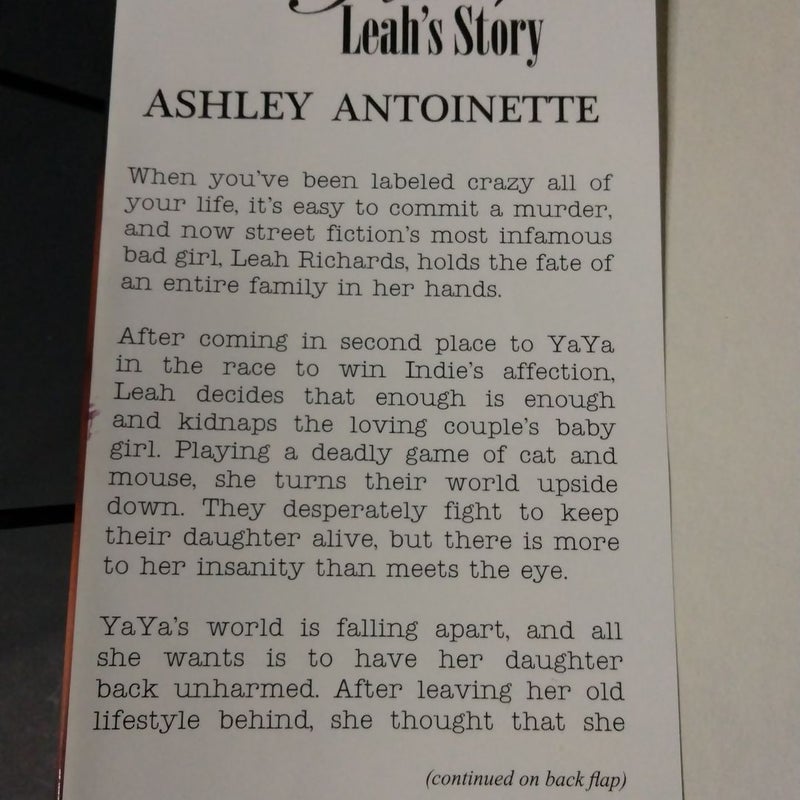 Leah's Story
ASHLEY ANTOINETTE
When you've been labeled crazy all of
your life, it's easy to commit a murder,
and now street fiction's most infamous
bad girl, Leah Richards, holds the fate of
an entire family in her hands.
After coming in second place to YaYa
in the race to win Indie's affection,
Leah decides that enough is enough
and kidnaps the loving couple's baby
girl. Playing a deadly game of cat and
mouse, she turns their world upside
down. They desperately fight to keep
their daughter alive, but there is more
to her insanity than meets the eye.
YaYa's world is falling apart, and all
she wants is to have her daughter
back unharmed. After leaving her old
lifestyle behind, she thought that she
(continued on back flap)